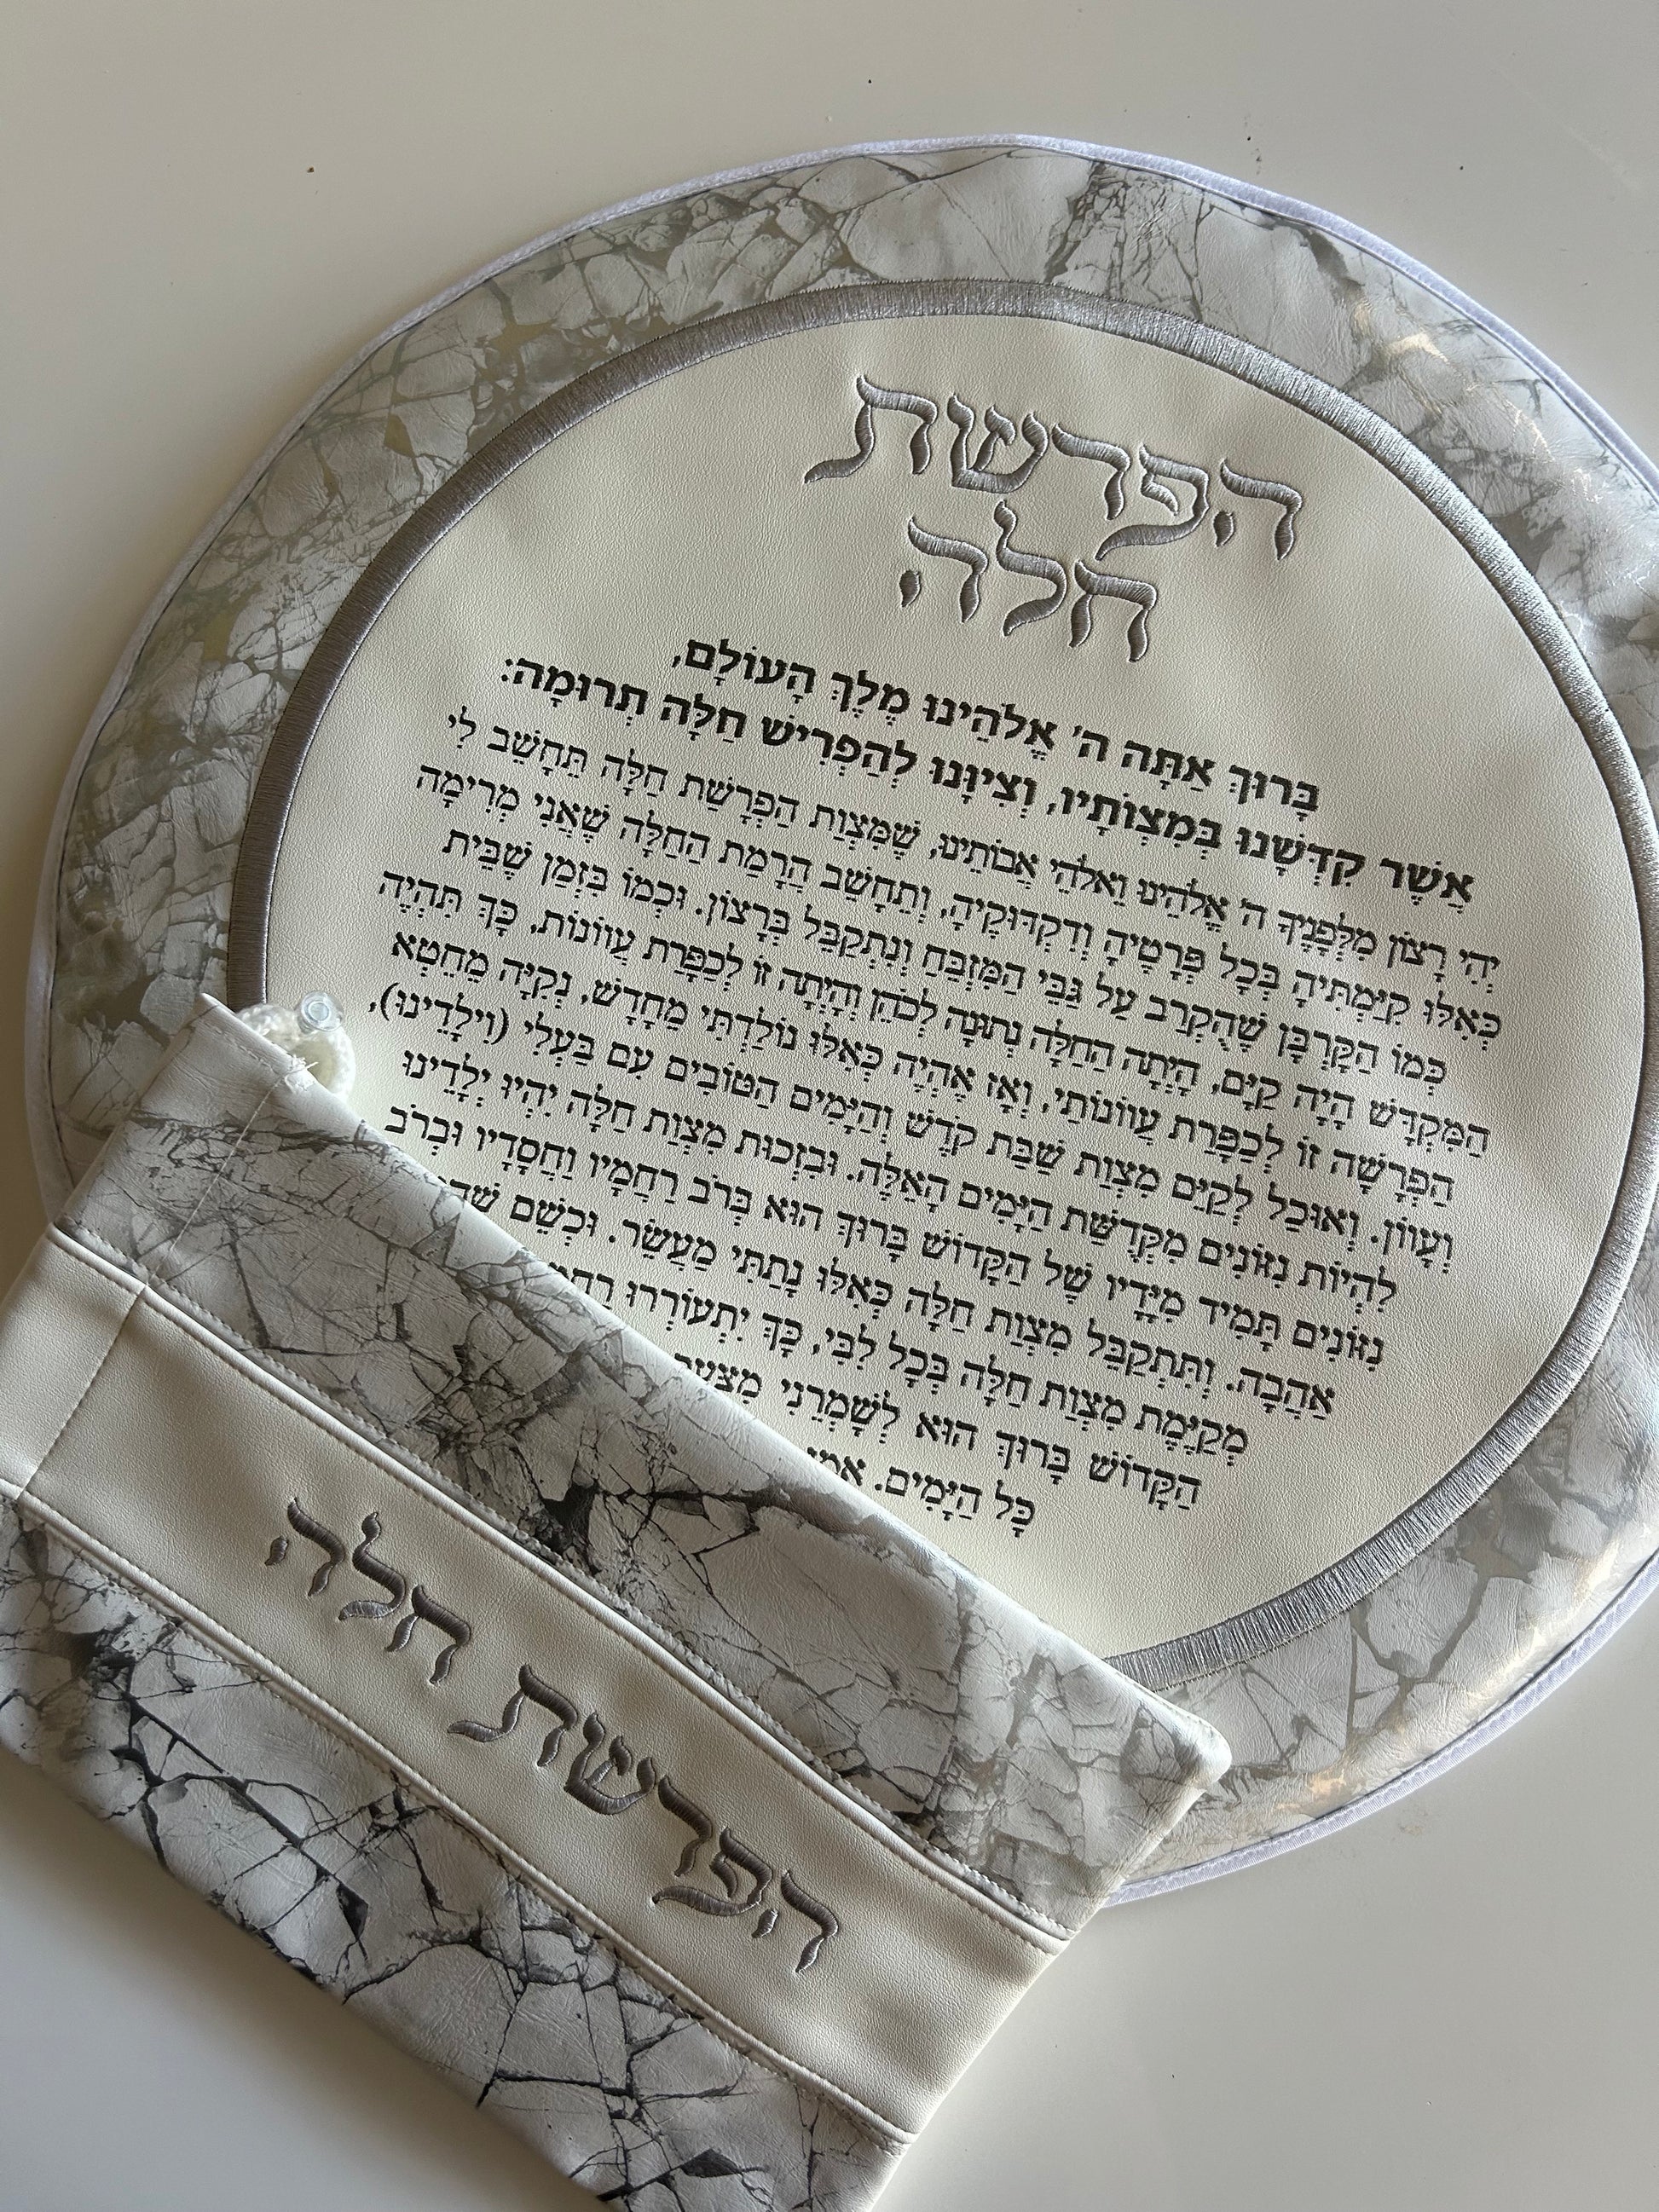 הפרשת
חלה
בָּרוּךְ אַתָּה ה' אֱלֹהֵינוּ מֶלֶךְ הָעוֹלָם,
אֲשֶׁר קִדְּשָׁנוּ בְּמִצְוֹתָיו, וְצִיוָּנוּ לְהַפְרִישׁ חַלָּה תְּרוּמָה:
יְהִי רָצוֹן מִלְּפָנֶיךָ ה' אֱלֹהֵינוּ וֵאלֹהֵי אֲבוֹתֵינוּ, שֶׁמִּצְוַת הַפְרָשַׁת חַלָּה תֵּחָשֵׁב לִי
כְּאִלּוּ קִיַּמְתִּיהָ בְּכָל פְּרָטֶיהָ וְדִקְדּוּקֶיהָ, וְתֵחָשֵׁב הֲרָמַת הַחַלָּה שֶׁאֲנִי מְרִימָה
כְּמוֹ הַקָּרְבָּן שֶׁהֻקְרַב עַל גַּבֵּי הַמִּזְבֵּחַ וְנִתְקַבֵּל בְּרָצוֹן. וּכְמוֹ בִּזְמַן שֶׁבֵּית
הַמִּקְדָּשׁ הָיָה קַיָּם, הָיְתָה הַחַלָּה נְתוּנָה לְכֹהֵן וְהָיְתָה זוֹ לְכַפָּרַת עֲווֹנוֹת, כָּךְ תִּהְיֶה
הַפְרָשָׁה זוֹ לְכַפָּרַת עֲווֹנוֹתַי, וְאָז אֶהְיֶה כְּאִלּוּ נוֹלַדְתִּי מֵחָדָשׁ, נְקִיָּה מֵחֵטְא
וְעָווֹן. וְאוּכַל לְקַיֵּם מִצְוַת שַׁבַּת קֹדֶשׁ וְהַיָּמִים הַטּוֹבִים עִם בַּעְלִי (וִילָדֵינוּ),
לִהְיוֹת נִזּוֹנִים מִקְּדֻשַּׁת הַיָּמִים הָאֵלֶּה. וּבִזְכוּת מִצְוַת חַלָּה יִהְיוּ יְלָדֵינוּ
נִזּוֹנִים תָּמִיד מִיָּדָיו שֶׁל הַקָּדוֹשׁ בָּרוּךְ הוּא בְּרֹב רַחֲמָיו וַחֲסָדָיו וּבְרֹב
אַהֲבָה. וְתִתְקַבֵּל מִצְוַת חַלָּה כְּאִלּוּ נָתַתִּי מַעֲשֵׂר. וּכְשֵׁם
מְקַיֶּמֶת מִצְוַת חַלָּה בְּכָל לִבִּי, כָּךְ יִתְעוֹרְרוּ
הַקָּדוֹשׁ בָּרוּךְ הוּא לְשָׁמְרֵנִי
כָּל הַיָּמִים.
הפרשת חלה